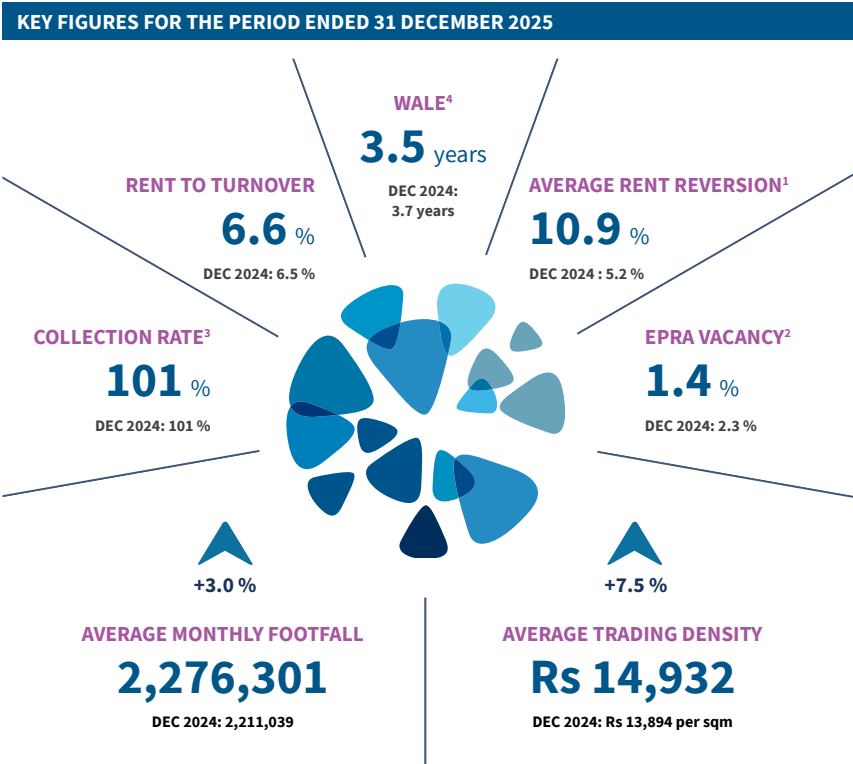 KEY FIGURES FOR THE PERIOD ENDED 31 DECEMBER 2025
WALE⁴
3.5 years
DEC 2024:
3.7 years
RENT TO TURNOVER
6.6 %
DEC 2024: 6.5 %
AVERAGE RENT REVERSION¹
10.9 %
DEC 2024 : 5.2 %
COLLECTION RATE³
101 %
DEC 2024: 101 %
EPRA VACANCY²
1.4 %
DEC 2024: 2.3 %
+3.0 %
AVERAGE MONTHLY FOOTFALL
2,276,301
DEC 2024: 2,211,039
+7.5 %
AVERAGE TRADING DENSITY
Rs 14,932
DEC 2024: Rs 13,894 per sqm